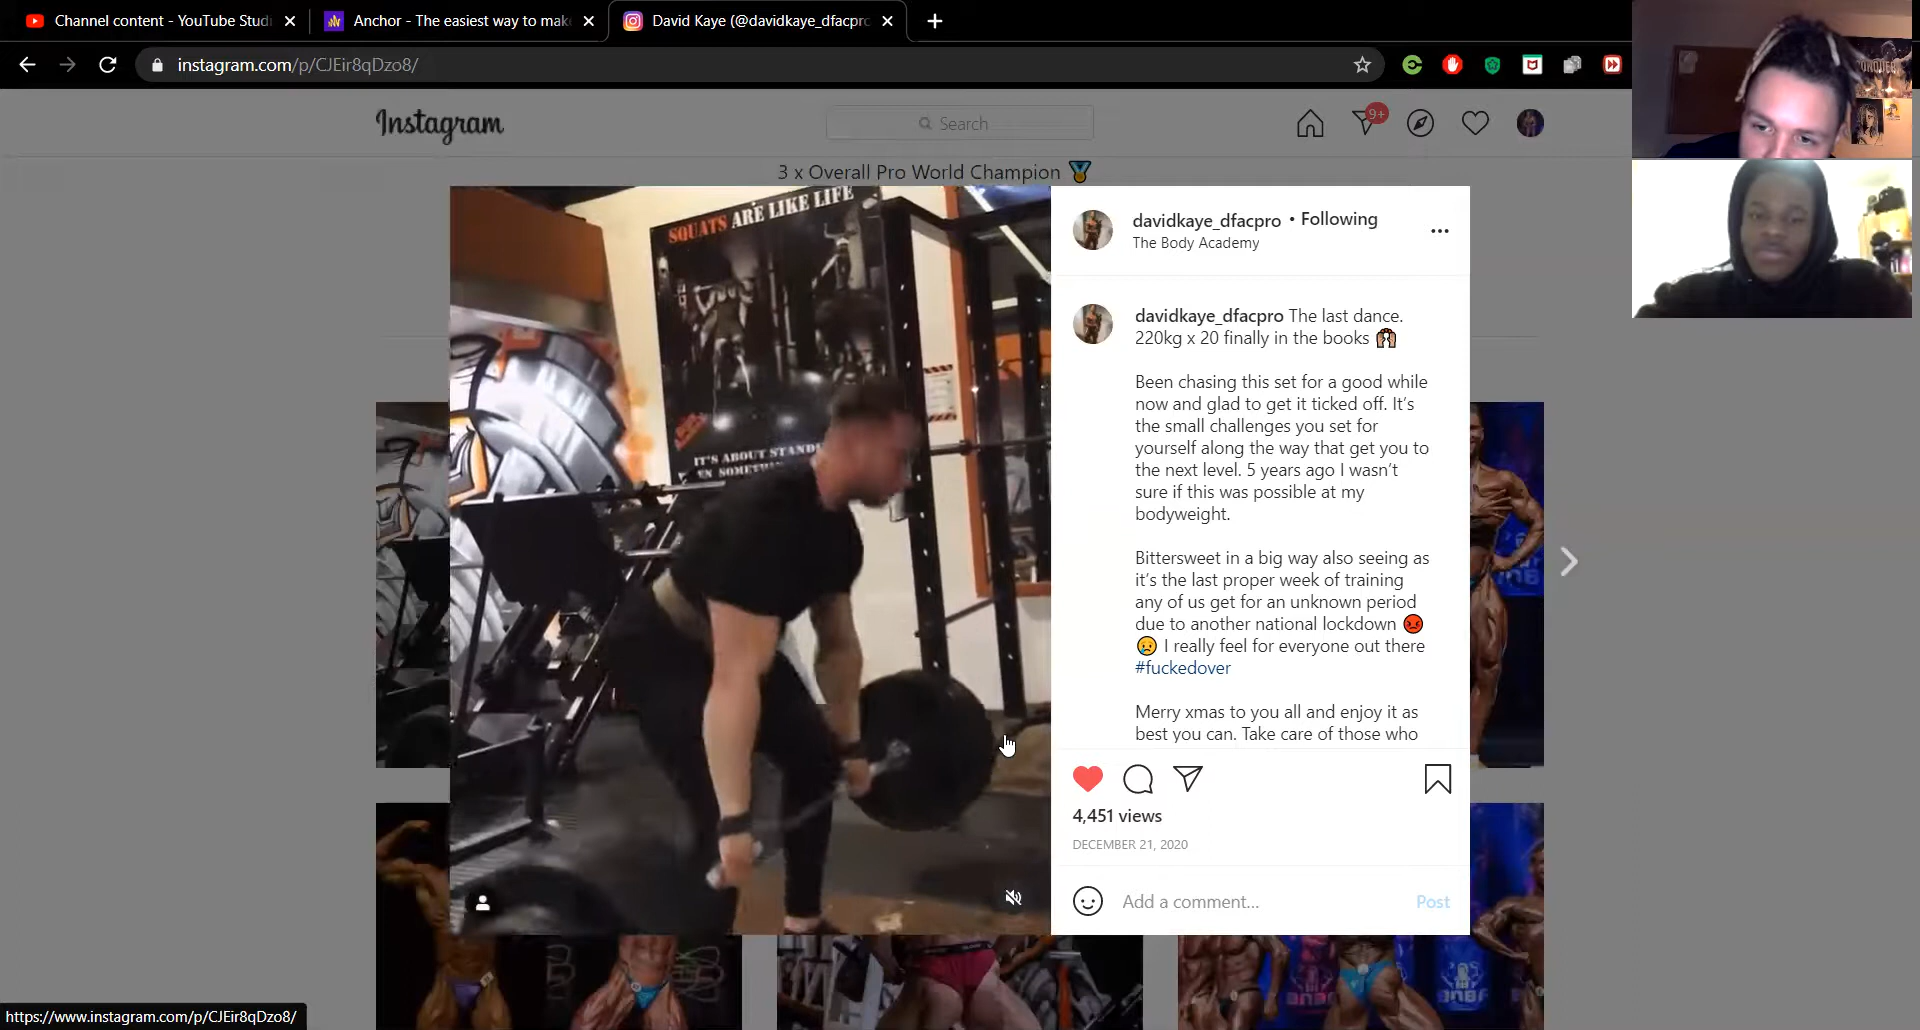 Channel content - YouTube Studi
Anchor - The easiest way to mak
David Kaye (@davidkaye_dfacpro
instagram.com/p/CJEir8qDzo8/
Instagram
Search
9+
3 x Overall Pro World Champion 🏅
SQUATS ARE LIKE LIFE
IT'S ABOUT STAND
davidkaye_dfacpro • Following
The Body Academy
davidkaye_dfacpro The last dance.
220kg x 20 finally in the books 🙌🏼
Been chasing this set for a good while
now and glad to get it ticked off. It's
the small challenges you set for
yourself along the way that get you to
the next level. 5 years ago I wasn't
sure if this was possible at my
bodyweight.
Bittersweet in a big way also seeing as
it's the last proper week of training
any of us get for an unknown period
due to another national lockdown 😡
😥 I really feel for everyone out there
#fuckedover
Merry xmas to you all and enjoy it as
best you can. Take care of those who
4,451 views
DECEMBER 21, 2020
Add a comment...
Post
https://www.instagram.com/p/CJEir8qDzo8/